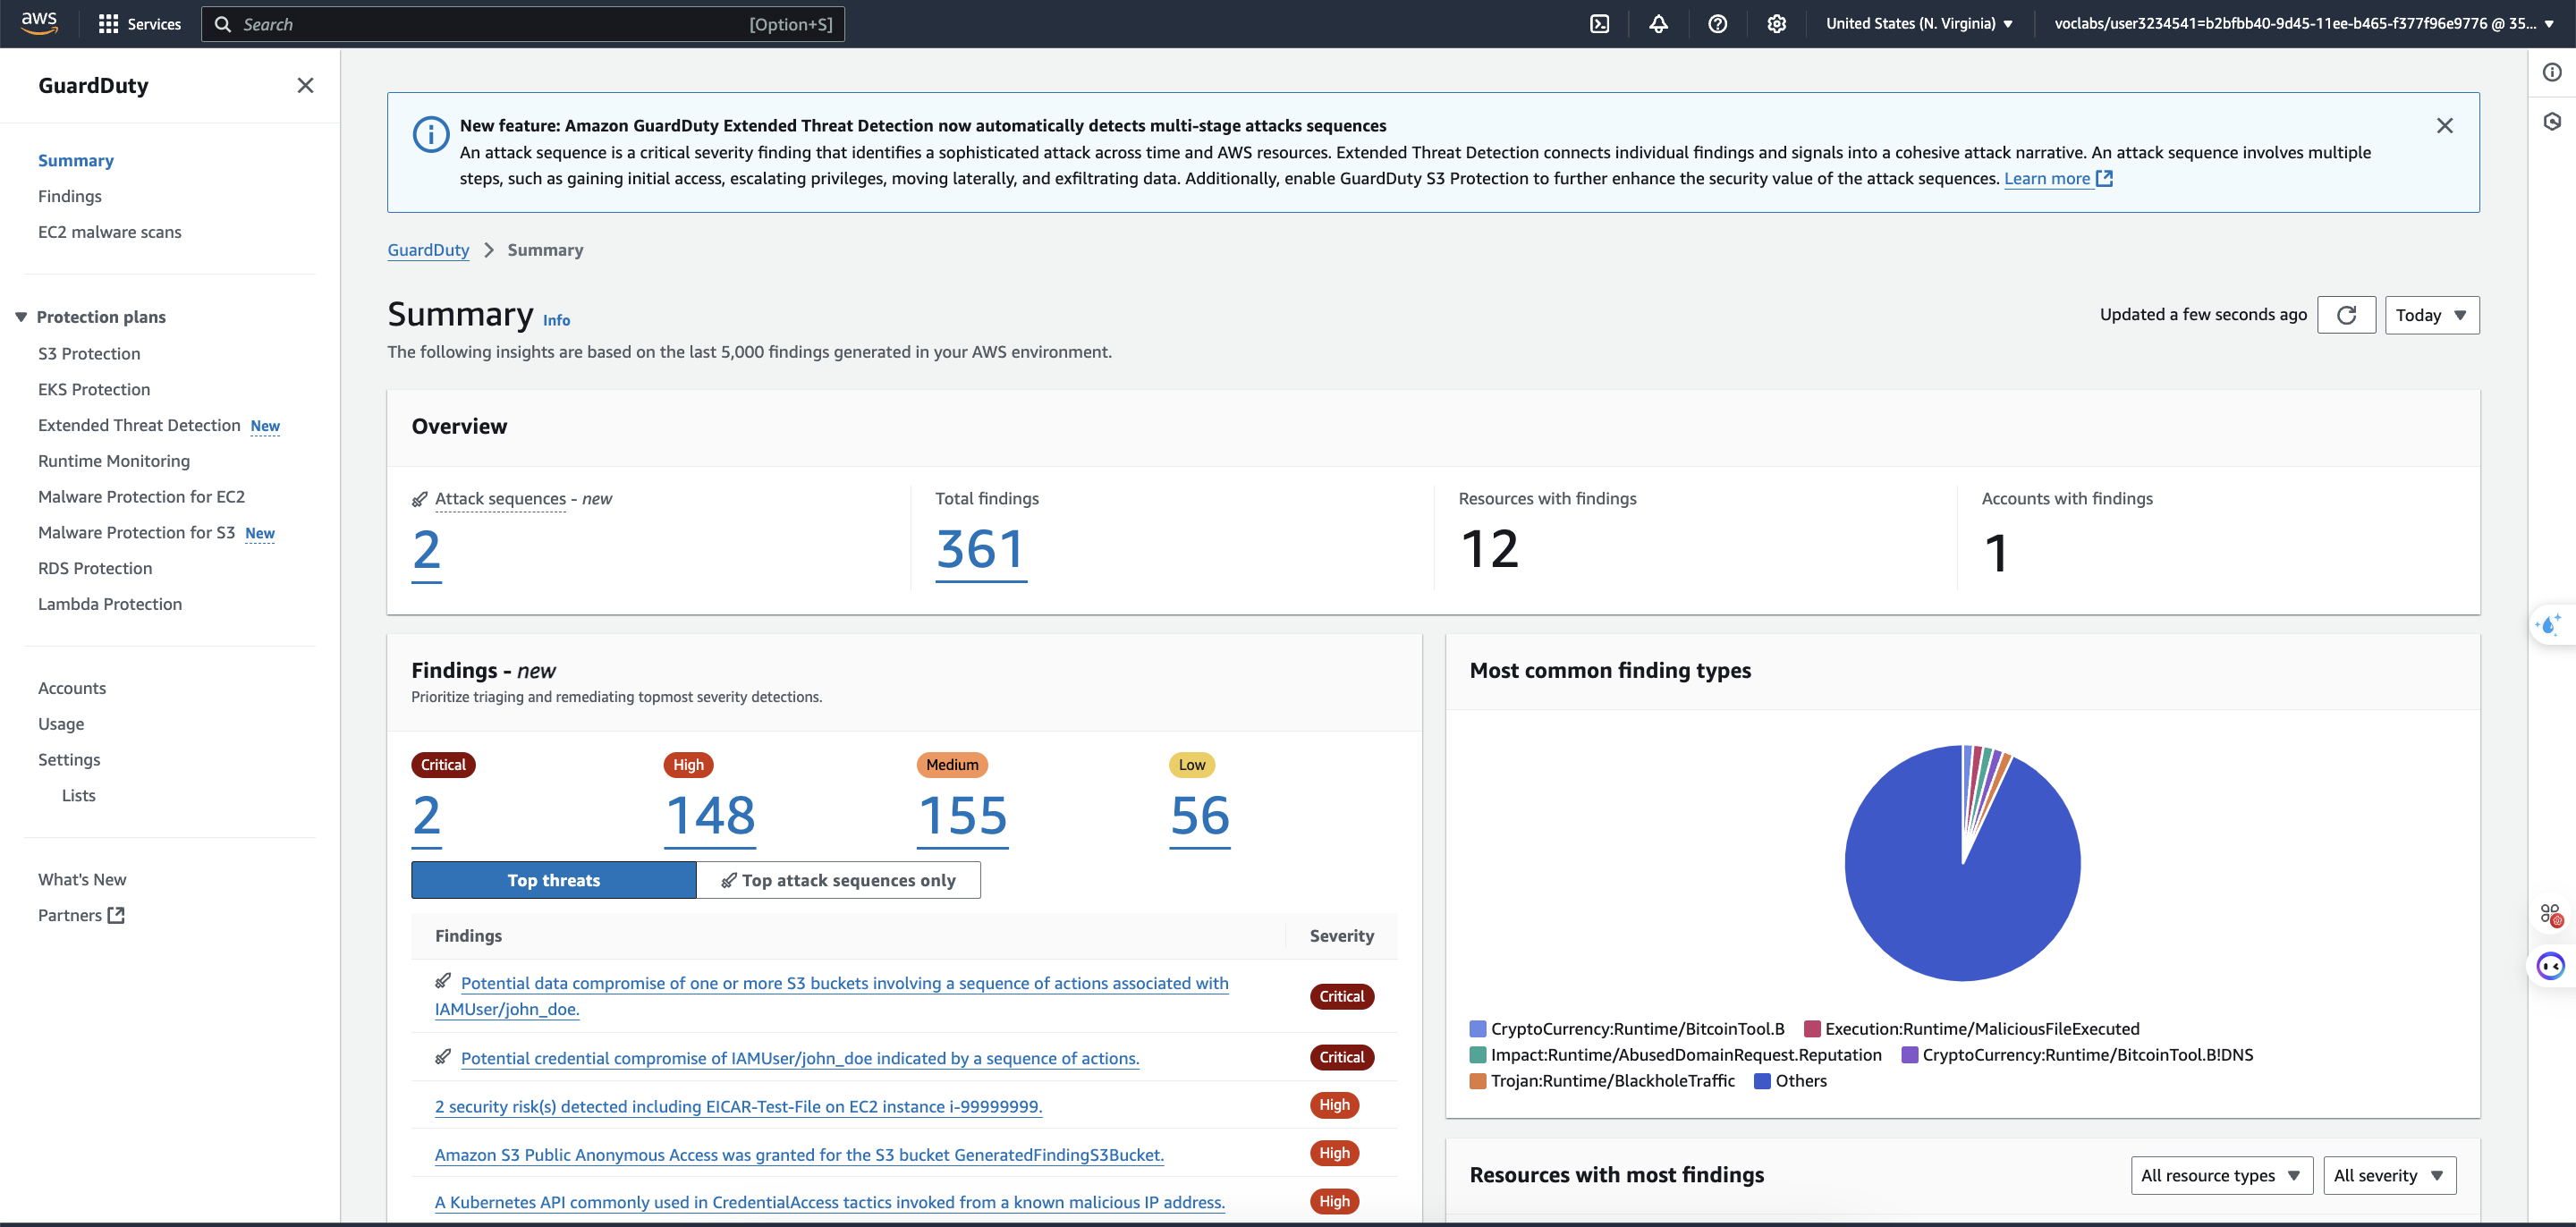 aws
Services
Search
[Option+S]
United States (N. Virginia)
voclabs/user3234541=b2bfbb40-9d45-11ee-b465-f377f96e9776 @ 35...
GuardDuty
Summary
Findings
EC2 malware scans
Protection plans
S3 Protection
EKS Protection
Extended Threat Detection New
Runtime Monitoring
Malware Protection for EC2
Malware Protection for S3 New
RDS Protection
Lambda Protection
Accounts
Usage
Settings
Lists
What's New
Partners
New feature: Amazon GuardDuty Extended Threat Detection now automatically detects multi-stage attacks sequences
An attack sequence is a critical severity finding that identifies a sophisticated attack across time and AWS resources. Extended Threat Detection connects individual findings and signals into a cohesive attack narrative. An attack sequence involves multiple
steps, such as gaining initial access, escalating privileges, moving laterally, and exfiltrating data. Additionally, enable GuardDuty S3 Protection to further enhance the security value of the attack sequences. Learn more
GuardDuty > Summary
Summary Info
Updated a few seconds ago
Today
The following insights are based on the last 5,000 findings generated in your AWS environment.
Overview
Attack sequences - new
2
Total findings
361
Resources with findings
12
Accounts with findings
1
Findings - new
Prioritize triaging and remediating topmost severity detections.
Critical
2
High
148
Medium
155
Low
56
Top threats
Top attack sequences only
Findings
Severity
Potential data compromise of one or more S3 buckets involving a sequence of actions associated with
IAMUser/john_doe.
Critical
Potential credential compromise of IAMUser/john_doe indicated by a sequence of actions.
Critical
2 security risk(s) detected including EICAR-Test-File on EC2 instance i-99999999.
High
Amazon S3 Public Anonymous Access was granted for the S3 bucket GeneratedFindingS3Bucket.
High
A Kubernetes API commonly used in CredentialAccess tactics invoked from a known malicious IP address.
High
Most common finding types
CryptoCurrency:Runtime/BitcoinTool.B
Execution:Runtime/MaliciousFileExecuted
Impact:Runtime/AbusedDomainRequest.Reputation
CryptoCurrency:Runtime/BitcoinTool.B!DNS
Trojan:Runtime/BlackholeTraffic
Others
Resources with most findings
All resource types
All severity